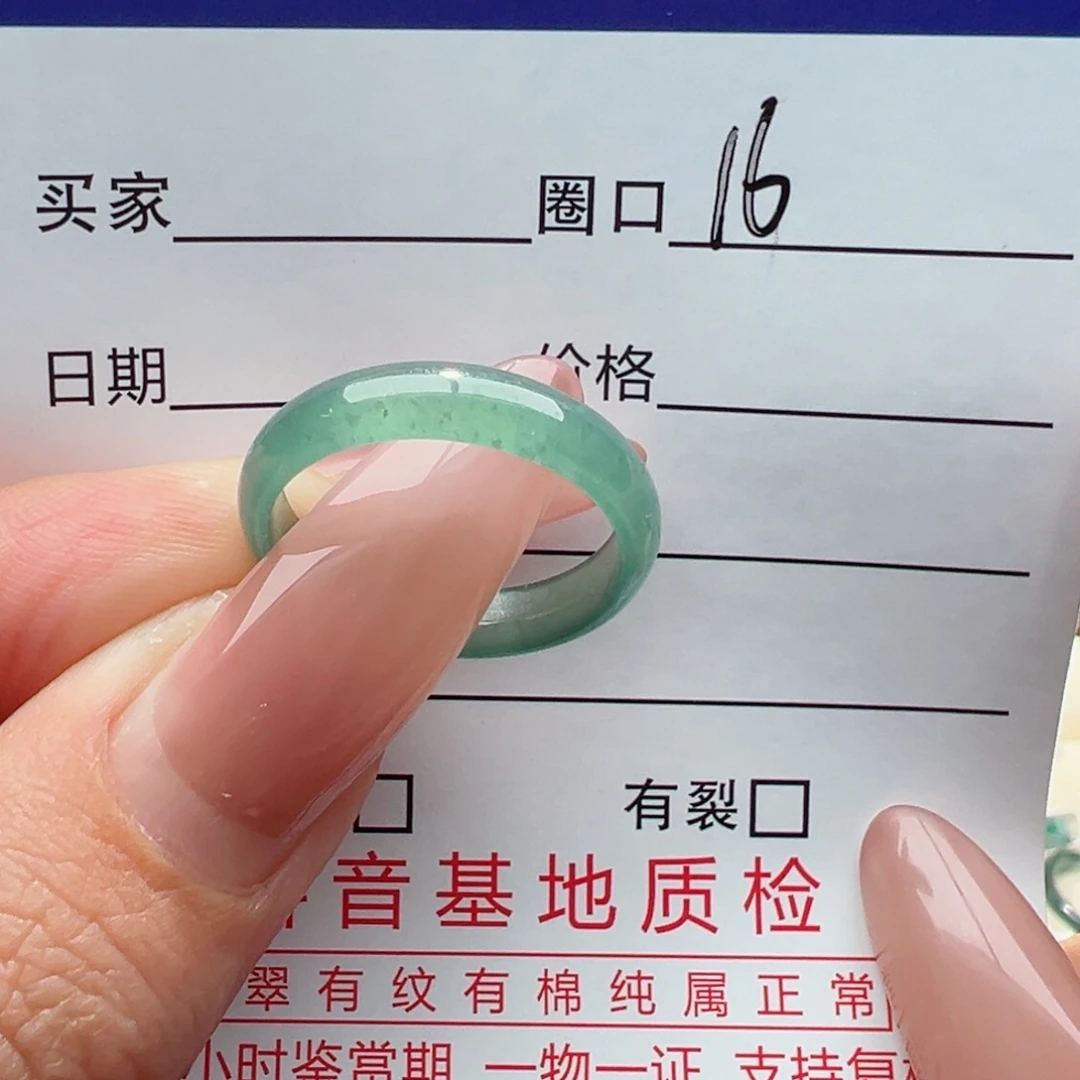 买家 圈口 16
日期 价格
有裂
音基地质检
翠有纹有棉纯属正常
小时鉴赏期 一物一证 支持复